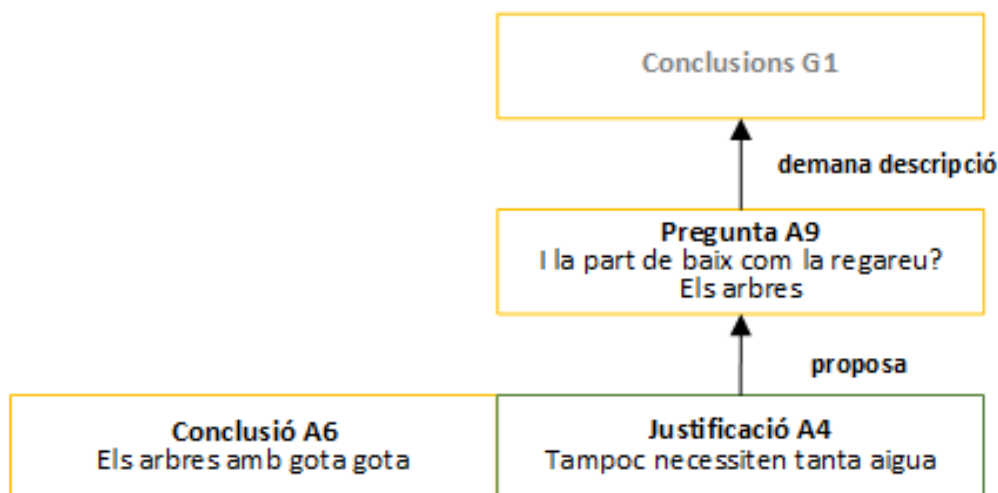 Conclusions G1
demana descripció
Pregunta A9
I la part de baix com la regareu?
Els arbres
proposa
Conclusió A6
Els arbres amb gota gota
Justificació A4
Tampoc necessiten tanta aigua